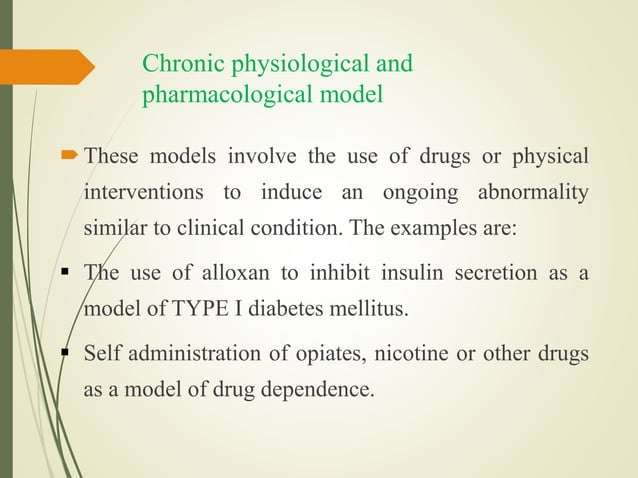 Chronic physiological and
pharmacological model
These models involve the use of drugs or physical
interventions to induce an ongoing abnormality
similar to clinical condition. The examples are:
The use of alloxan to inhibit insulin secretion as a
model of TYPE I diabetes mellitus.
Self administration of opiates, nicotine or other drugs
as a model of drug dependence.